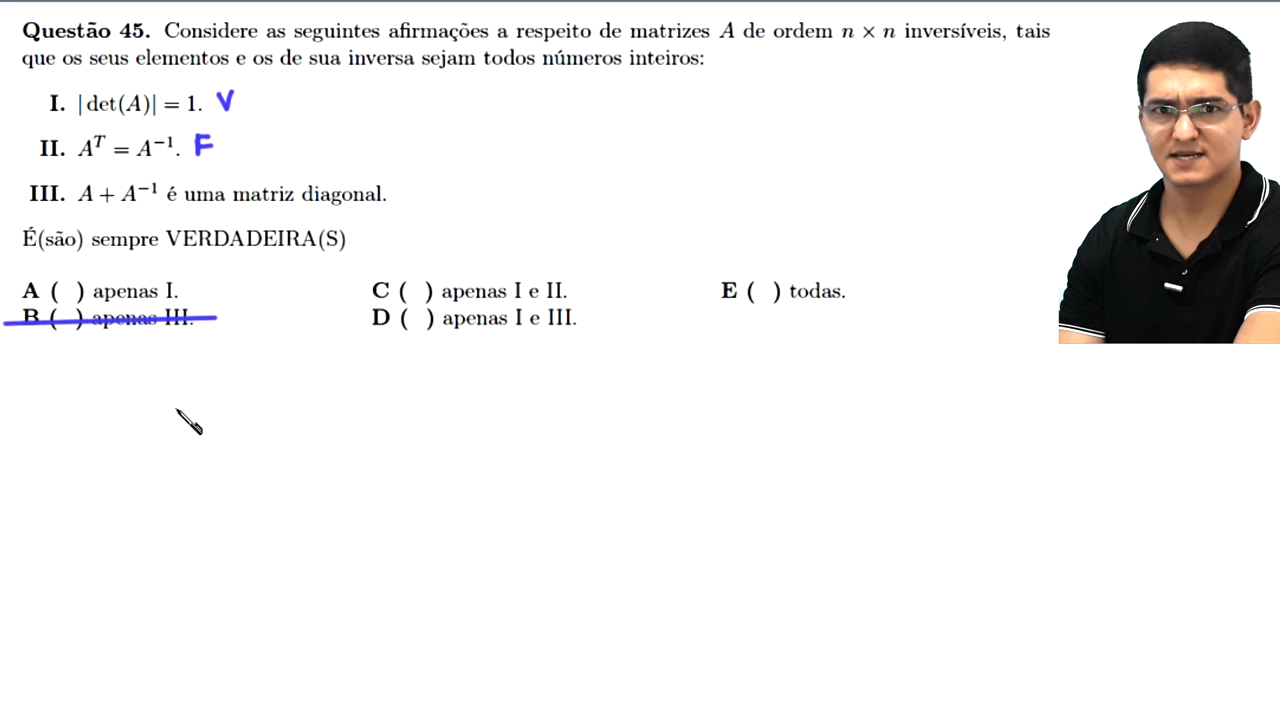 Questão 45. Considere as seguintes afirmações a respeito de matrizes A de ordem n × n inversíveis, tais
que os seus elementos e os de sua inversa sejam todos números inteiros:
I. |det(A)| = 1. V
II. Aᵀ = A⁻¹. F
III. A + A⁻¹ é uma matriz diagonal.
É(são) sempre VERDADEIRA(S)
A ( ) apenas I.
B ( ) apenas III.
C ( ) apenas I e II.
D ( ) apenas I e III.
E ( ) todas.